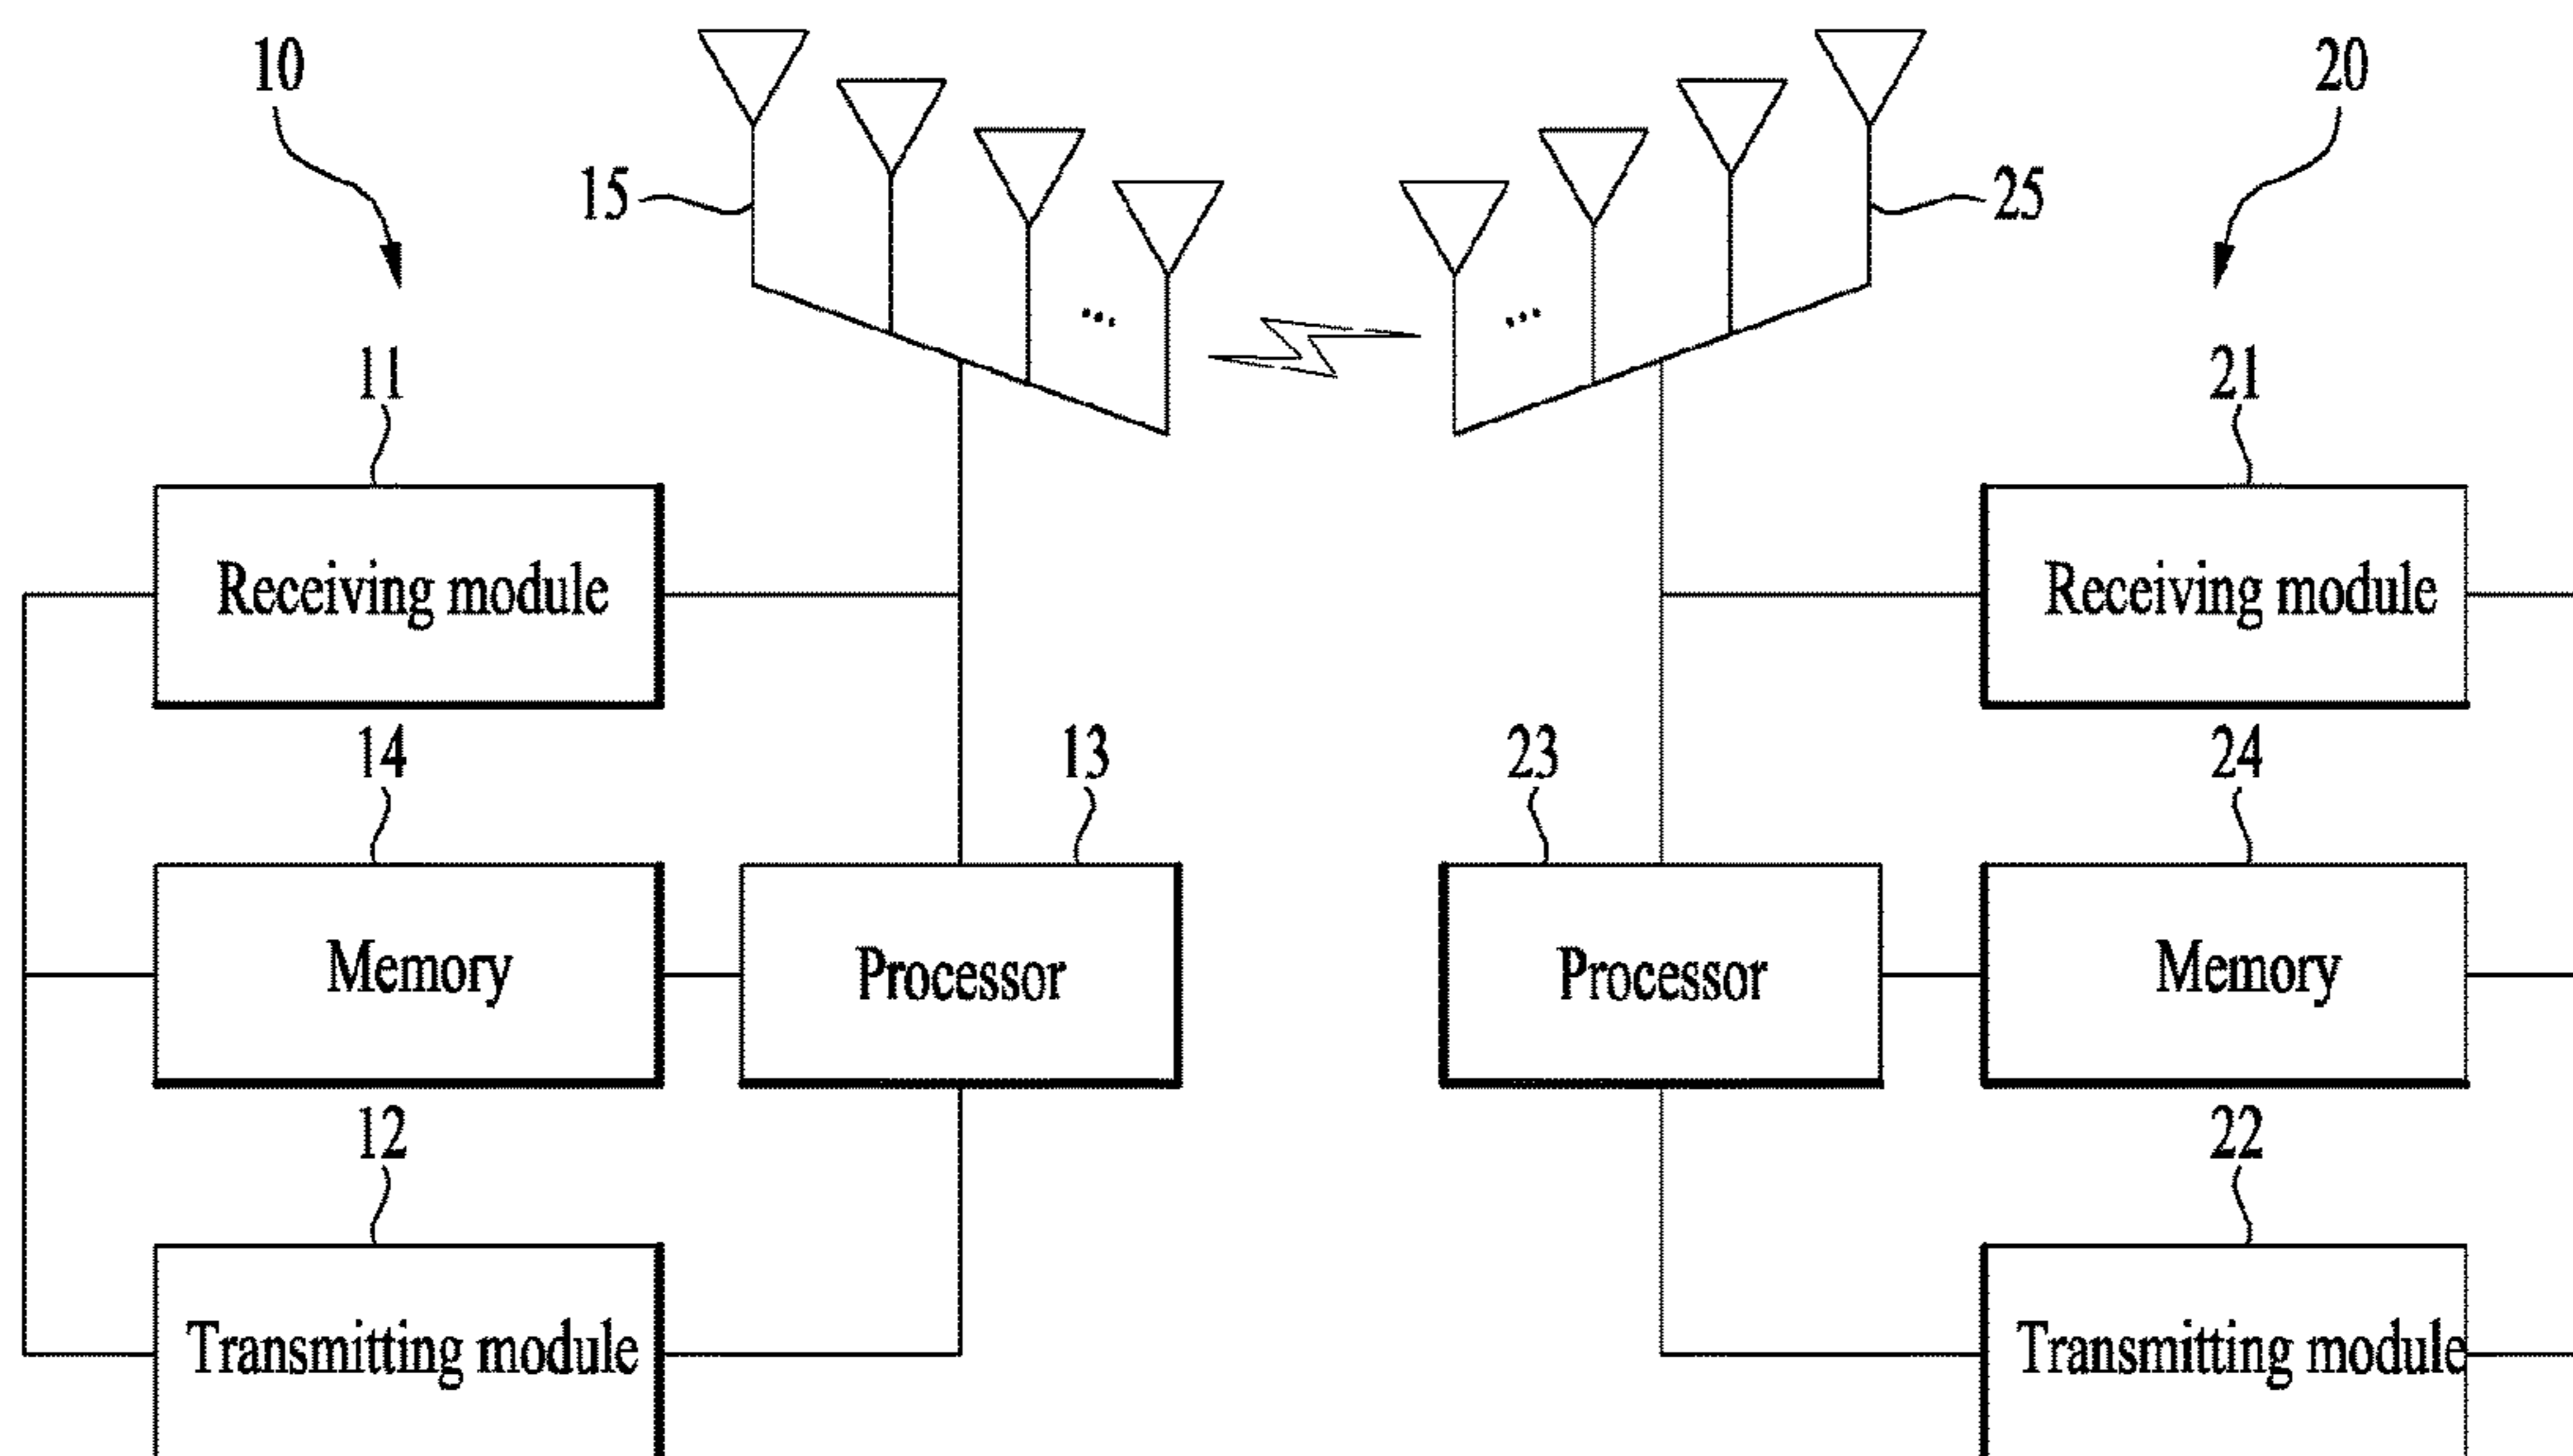 10
20
15
25
11
21
Receiving module
Receiving module
14
13
23
24
Memory
Processor
Processor
Memory
12
22
Transmitting module
Transmitting module